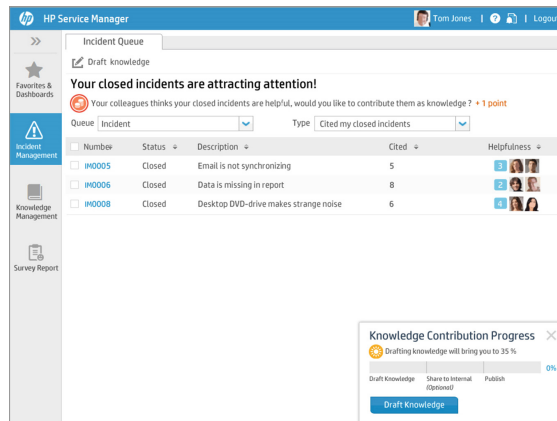 hp HP Service Manager
Tom Jones | ? | Logout
Incident Queue
Draft knowledge
Favorites &
Dashboards
Your closed incidents are attracting attention!
Your colleagues thinks your closed incidents are helpful, would you like to contribute them as knowledge ? + 1 point
Queue Incident Type Cited my closed incidents
Incident
Management
Number Status Description Cited Helpfulness
IM0005 Closed Email is not synchronizing 5 3
IM0006 Closed Data is missing in report 8 2
IM0008 Closed Desktop DVD-drive makes strange noise 6 4
Knowledge
Management
Survey Report
Knowledge Contribution Progress
Drafting knowledge will bring you to 35 %
0%
Draft Knowledge Share to Internal Publish
(Optional)
Draft Knowledge